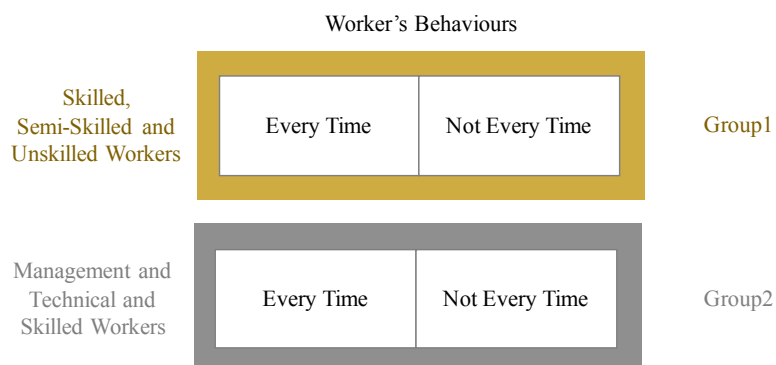 Worker’s Behaviours
Skilled,
Semi-Skilled and
Unskilled Workers
Every Time
Not Every Time
Group1
Management and
Technical and
Skilled Workers
Every Time
Not Every Time
Group2